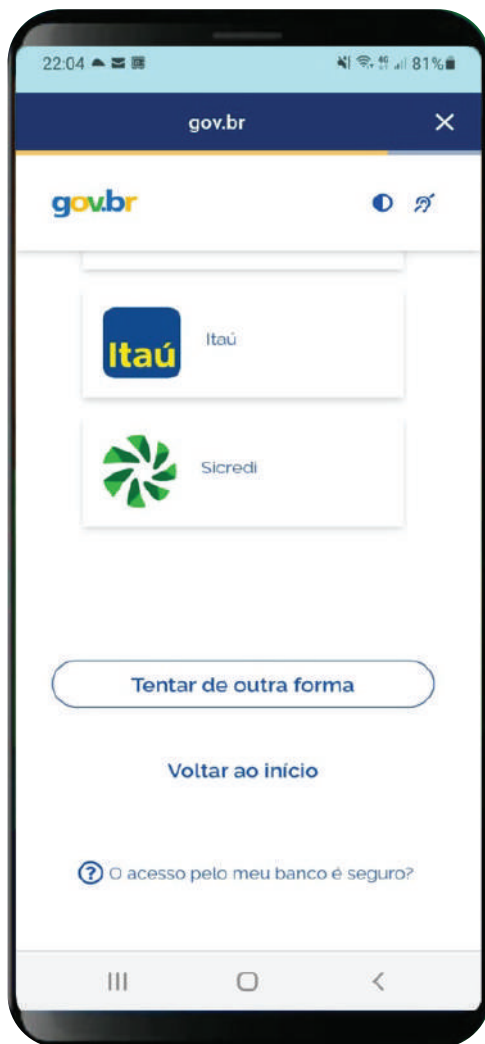 22:04
81%
gov.br
gov.br
Itaú
Itaú
Sicredi
Tentar de outra forma
Voltar ao início
? O acesso pelo meu banco é seguro?